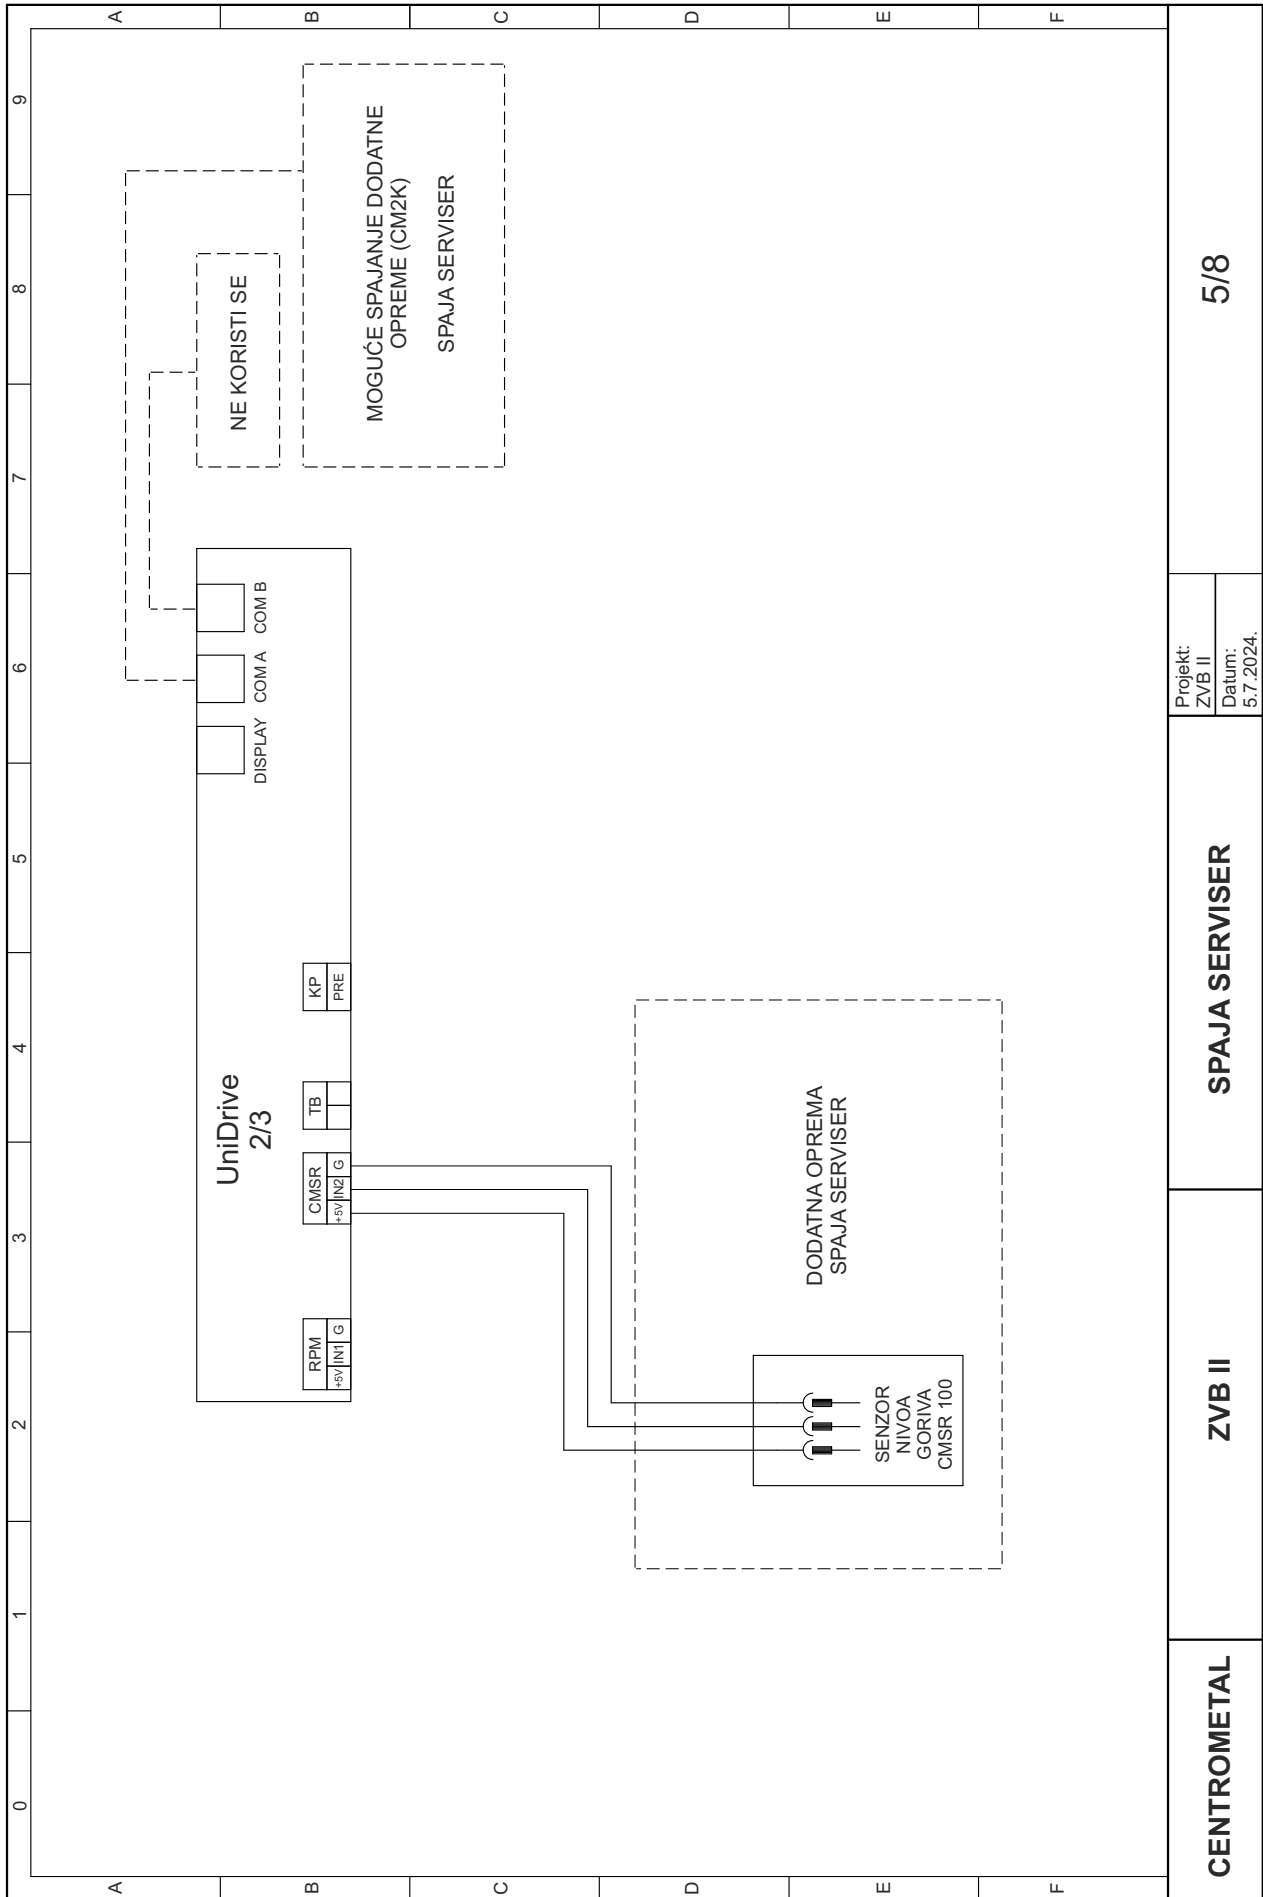 0 1 2 3 4 5 6 7 8 9
A
A
B
B
C
C
D
D
E
E
F
F
UniDrive
2/3
RPM
+5V IN1 G
CMSR
+5V IN2 G
TB
KP
PRE
DISPLAY
COM A
COM B
NE KORISTI SE
MOGUĆE SPAJANJE DODATNE
OPREME (CM2K)
SPAJA SERVISER
DODATNA OPREMA
SPAJA SERVISER
SENZOR
NIVOA
GORIVA
CMSR 100
CENTROMETAL
ZVB II
SPAJA SERVISER
Projekt:
ZVB II
Datum:
5.7.2024.
5/8